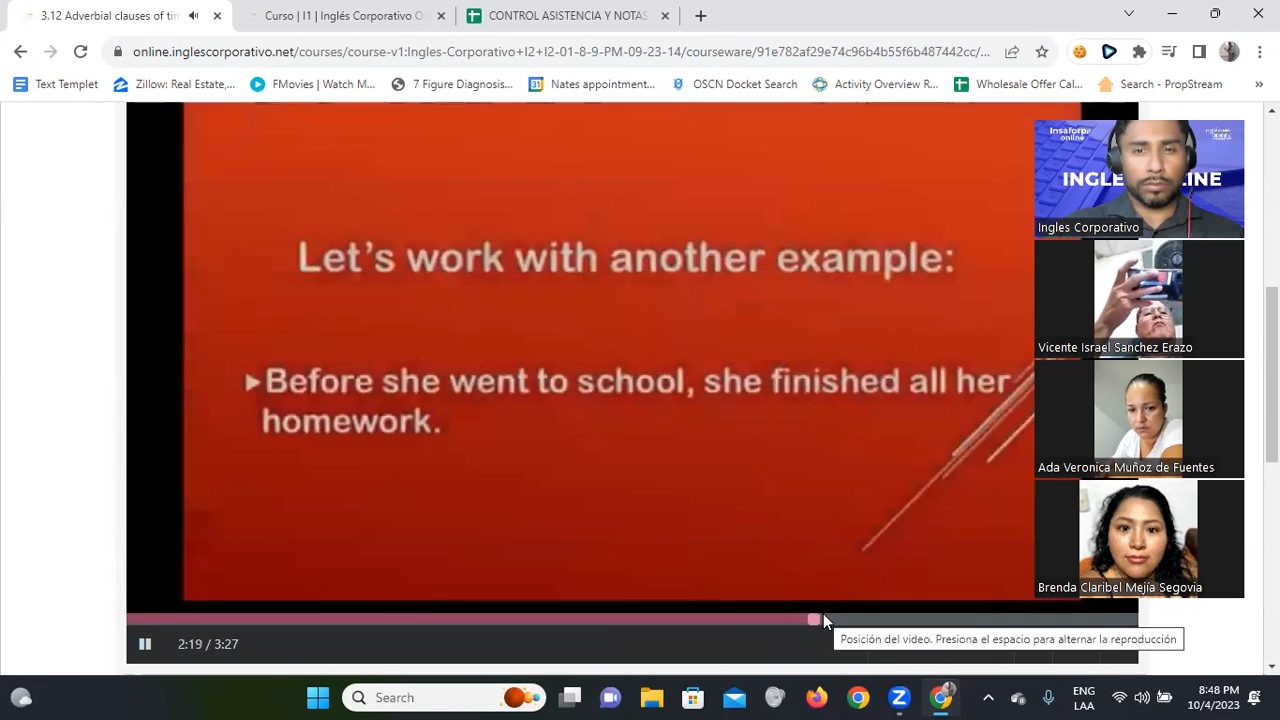 3.12 Adverbial clauses of tim
Curso | I1 | Inglés Corporativo O
CONTROL ASISTENCIA Y NOTAS
online.inglescorporativo.net/courses/course-v1:Ingles-Corporativo+I2+I2-01-8-9-PM-09-23-14/courseware/91e782af29e74c96b4b55f6b487442cc/...
Text Templet
Zillow: Real Estate,...
FMovies | Watch M...
7 Figure Diagnosis...
Nates appointment...
OSCN Docket Search
Activity Overview R...
Wholesale Offer Cal...
Search - PropStream
»
Let's work with another example:
▸Before she went to school, she finished all her
homework.
Insaforp
online
INGLE LINE
Ingles Corporativo
Vicente Israel Sanchez Erazo
Ada Veronica Muñoz de Fuentes
Brenda Claribel Mejía Segovia
2:19 / 3:27
Posición del video. Presiona el espacio para alternar la reproducción
Search
ENG
LAA
8:48 PM
10/4/2023